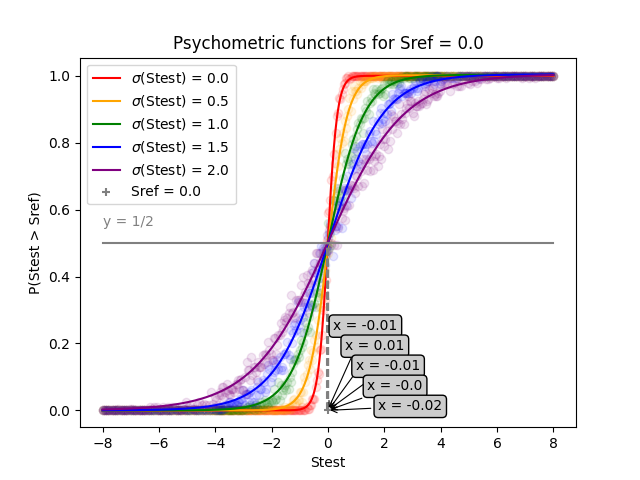 Psychometric functions for Sref = 0.0
σ(Stest) = 0.0
σ(Stest) = 0.5
σ(Stest) = 1.0
σ(Stest) = 1.5
σ(Stest) = 2.0
Sref = 0.0
y = 1/2
x = -0.01
x = 0.01
x = -0.01
x = -0.0
x = -0.02
P(Stest > Sref)
1.0
0.8
0.6
0.4
0.2
0.0
−8 −6 −4 −2 0 2 4 6 8
Stest